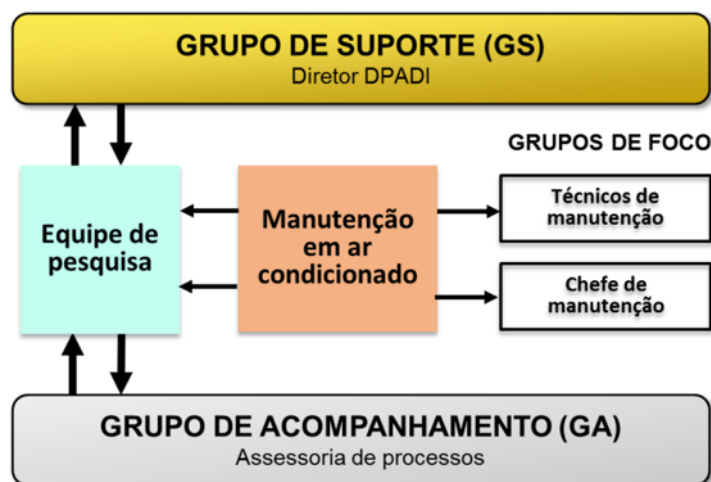 GRUPO DE SUPORTE (GS)
Diretor DPADI
GRUPOS DE FOCO
Equipe de
pesquisa
Manutenção
em ar
condicionado
Técnicos de
manutenção
Chefe de
manutenção
GRUPO DE ACOMPANHAMENTO (GA)
Assessoria de processos